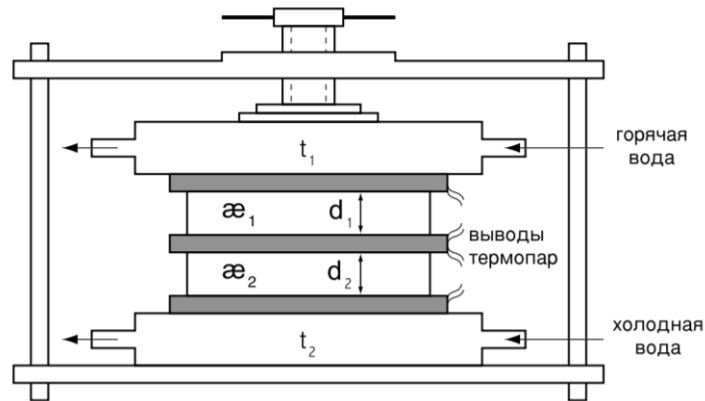 t₁
горячая
вода
æ₁
d₁
выводы
термопар
æ₂
d₂
t₂
холодная
вода